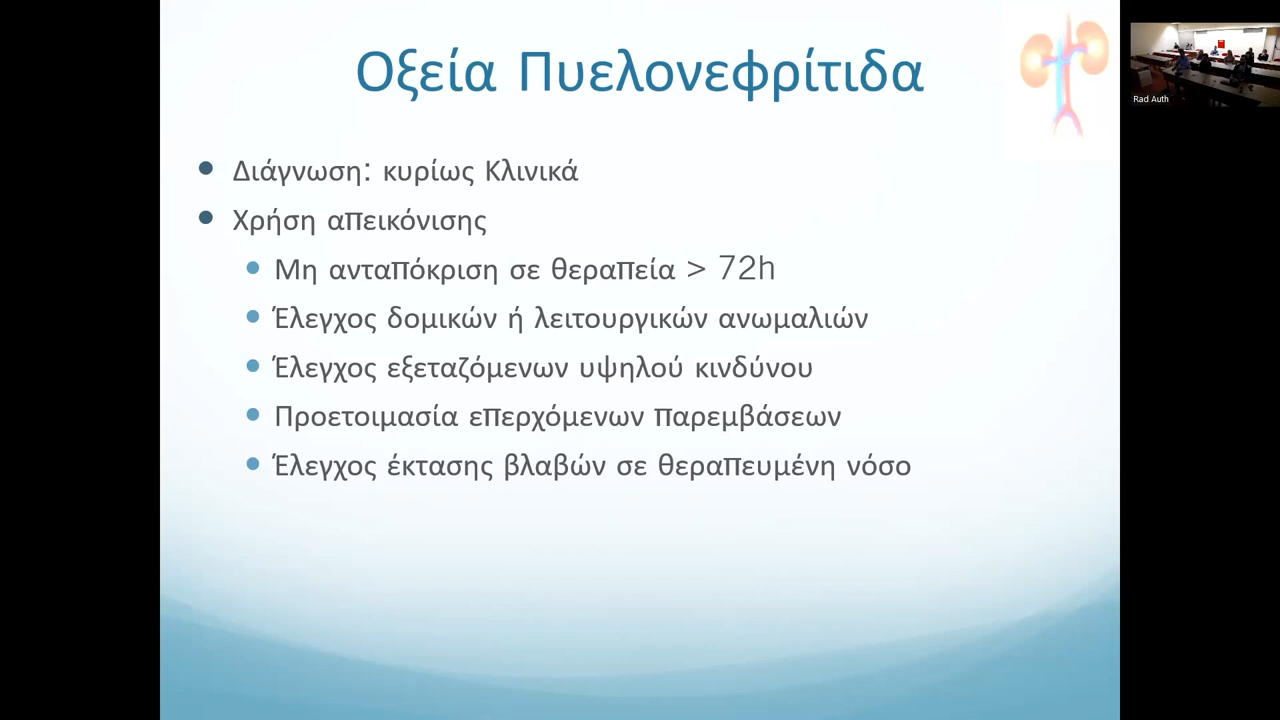 Οξεία Πυελονεφρίτιδα
Διάγνωση: κυρίως Κλινικά
Χρήση απεικόνισης
Μη ανταπόκριση σε θεραπεία > 72h
Έλεγχος δομικών ή λειτουργικών ανωμαλιών
Έλεγχος εξεταζόμενων υψηλού κινδύνου
Προετοιμασία επερχόμενων παρεμβάσεων
Έλεγχος έκτασης βλαβών σε θεραπευμένη νόσο
Rad Auth